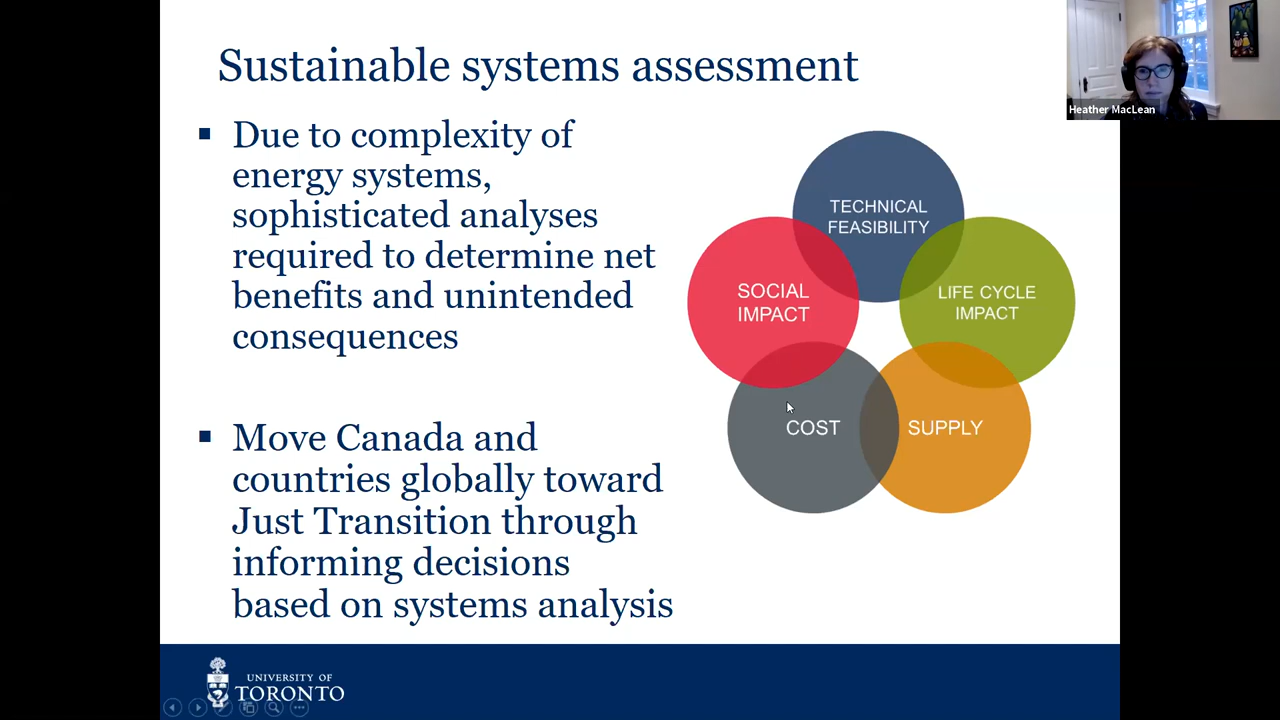 Sustainable systems assessment
Heather MacLean
▪ Due to complexity of
energy systems,
sophisticated analyses
required to determine net
benefits and unintended
consequences
▪ Move Canada and
countries globally toward
Just Transition through
informing decisions
based on systems analysis
TECHNICAL
FEASIBILITY
SOCIAL
IMPACT
LIFE CYCLE
IMPACT
COST
SUPPLY
UNIVERSITY OF
TORONTO